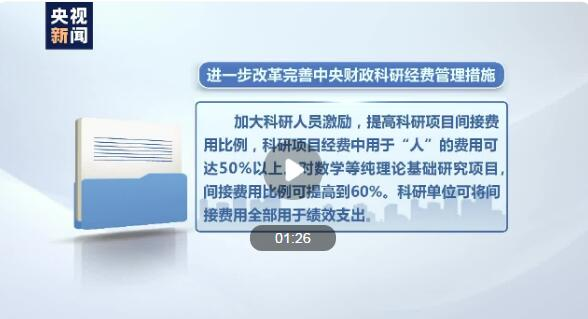 央视
新闻
进一步改革完善中央财政科研经费管理措施
加大科研人员激励，提高科研项目间接费
用比例，科研项目经费中用于“人”的费用可
达50%以上。对数学等纯理论基础研究项目，
间接费用比例可提高到60%。科研单位可将间
接费用全部用于绩效支出。
01:26